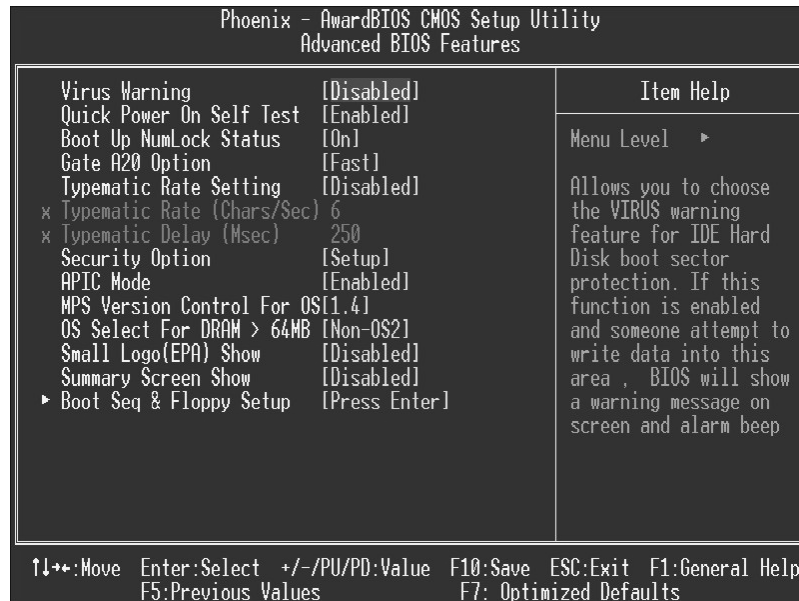 Phoenix - AwardBIOS CMOS Setup Utility
Advanced BIOS Features
Virus Warning [Disabled]
Quick Power On Self Test [Enabled]
Boot Up NumLock Status [On]
Gate A20 Option [Fast]
Typematic Rate Setting [Disabled]
x Typematic Rate (Chars/Sec) 6
x Typematic Delay (Msec) 250
Security Option [Setup]
APIC Mode [Enabled]
MPS Version Control For OS[1.4]
OS Select For DRAM > 64MB [Non-OS2]
Small Logo(EPA) Show [Disabled]
Summary Screen Show [Disabled]
▶ Boot Seq & Floppy Setup [Press Enter]
Item Help
Menu Level ▶
Allows you to choose
the VIRUS warning
feature for IDE Hard
Disk boot sector
protection. If this
function is enabled
and someone attempt to
write data into this
area , BIOS will show
a warning message on
screen and alarm beep
↑↓→←:Move Enter:Select +/-/PU/PD:Value F10:Save ESC:Exit F1:General Help
F5:Previous Values F7: Optimized Defaults